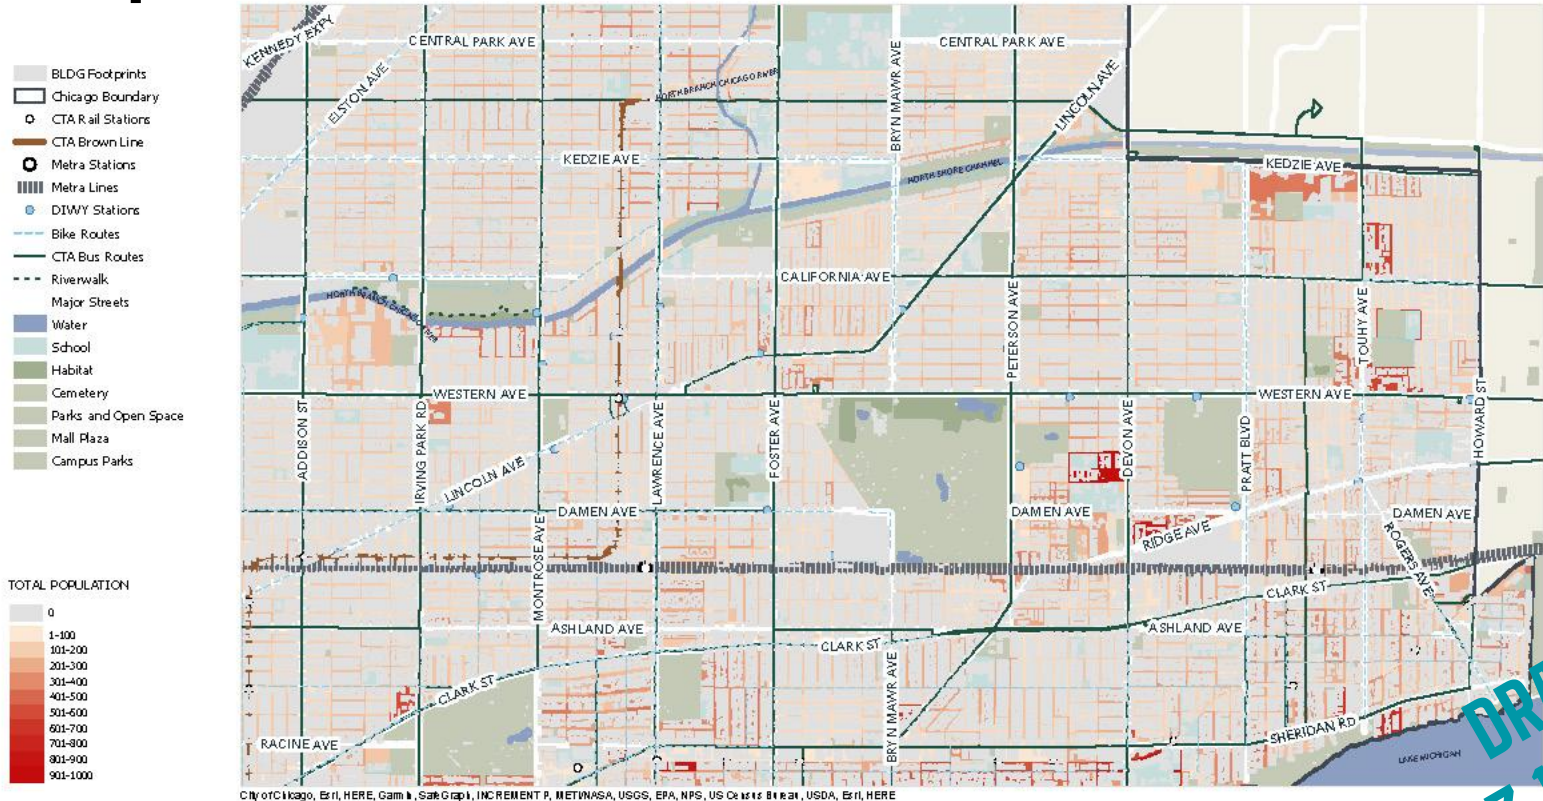 BLDG Footprints
Chicago Boundary
CTA Rail Stations
CTA Brown Line
Metra Stations
Metra Lines
DIWY Stations
Bike Routes
CTA Bus Routes
Riverwalk
Major Streets
Water
School
Habitat
Cemetery
Parks and Open Space
Mall Plaza
Campus Parks
TOTAL POPULATION
0
1-100
101-200
201-300
301-400
401-500
501-600
601-700
701-800
801-900
901-1000
KENNEDY EXPY
CENTRAL PARK AVE
CENTRAL PARK AVE
ELSTON AVE
NORTH BRANCH CHICAGO RIVER
BRYN MAWR AVE
LINCOLN AVE
KEDZIE AVE
KEDZIE AVE
NORTH SHORE CHANNEL
CALIFORNIA AVE
NORTH BRANCH CHICAGO RIVER
PETERSON AVE
TOUHY AVE
WESTERN AVE
WESTERN AVE
ADDISON ST
IRVING PARK RD
LAWRENCE AVE
FOSTER AVE
DEVON AVE
PRATT BLVD
HOWARD ST
LINCOLN AVE
DAMEN AVE
DAMEN AVE
DAMEN AVE
RIDGE AVE
ROGERS AVE
MONTROSE AVE
CLARK ST
ASHLAND AVE
ASHLAND AVE
CLARK ST
CLARK ST
BRYN MAWR AVE
RACINE AVE
SHERIDAN RD
LAKE MICHIGAN
City of Chicago, Esri, HERE, Garmin, SafeGraph, INCREMENT P, METI/NASA, USGS, EPA, NPS, US Census Bureau, USDA, Esri, HERE